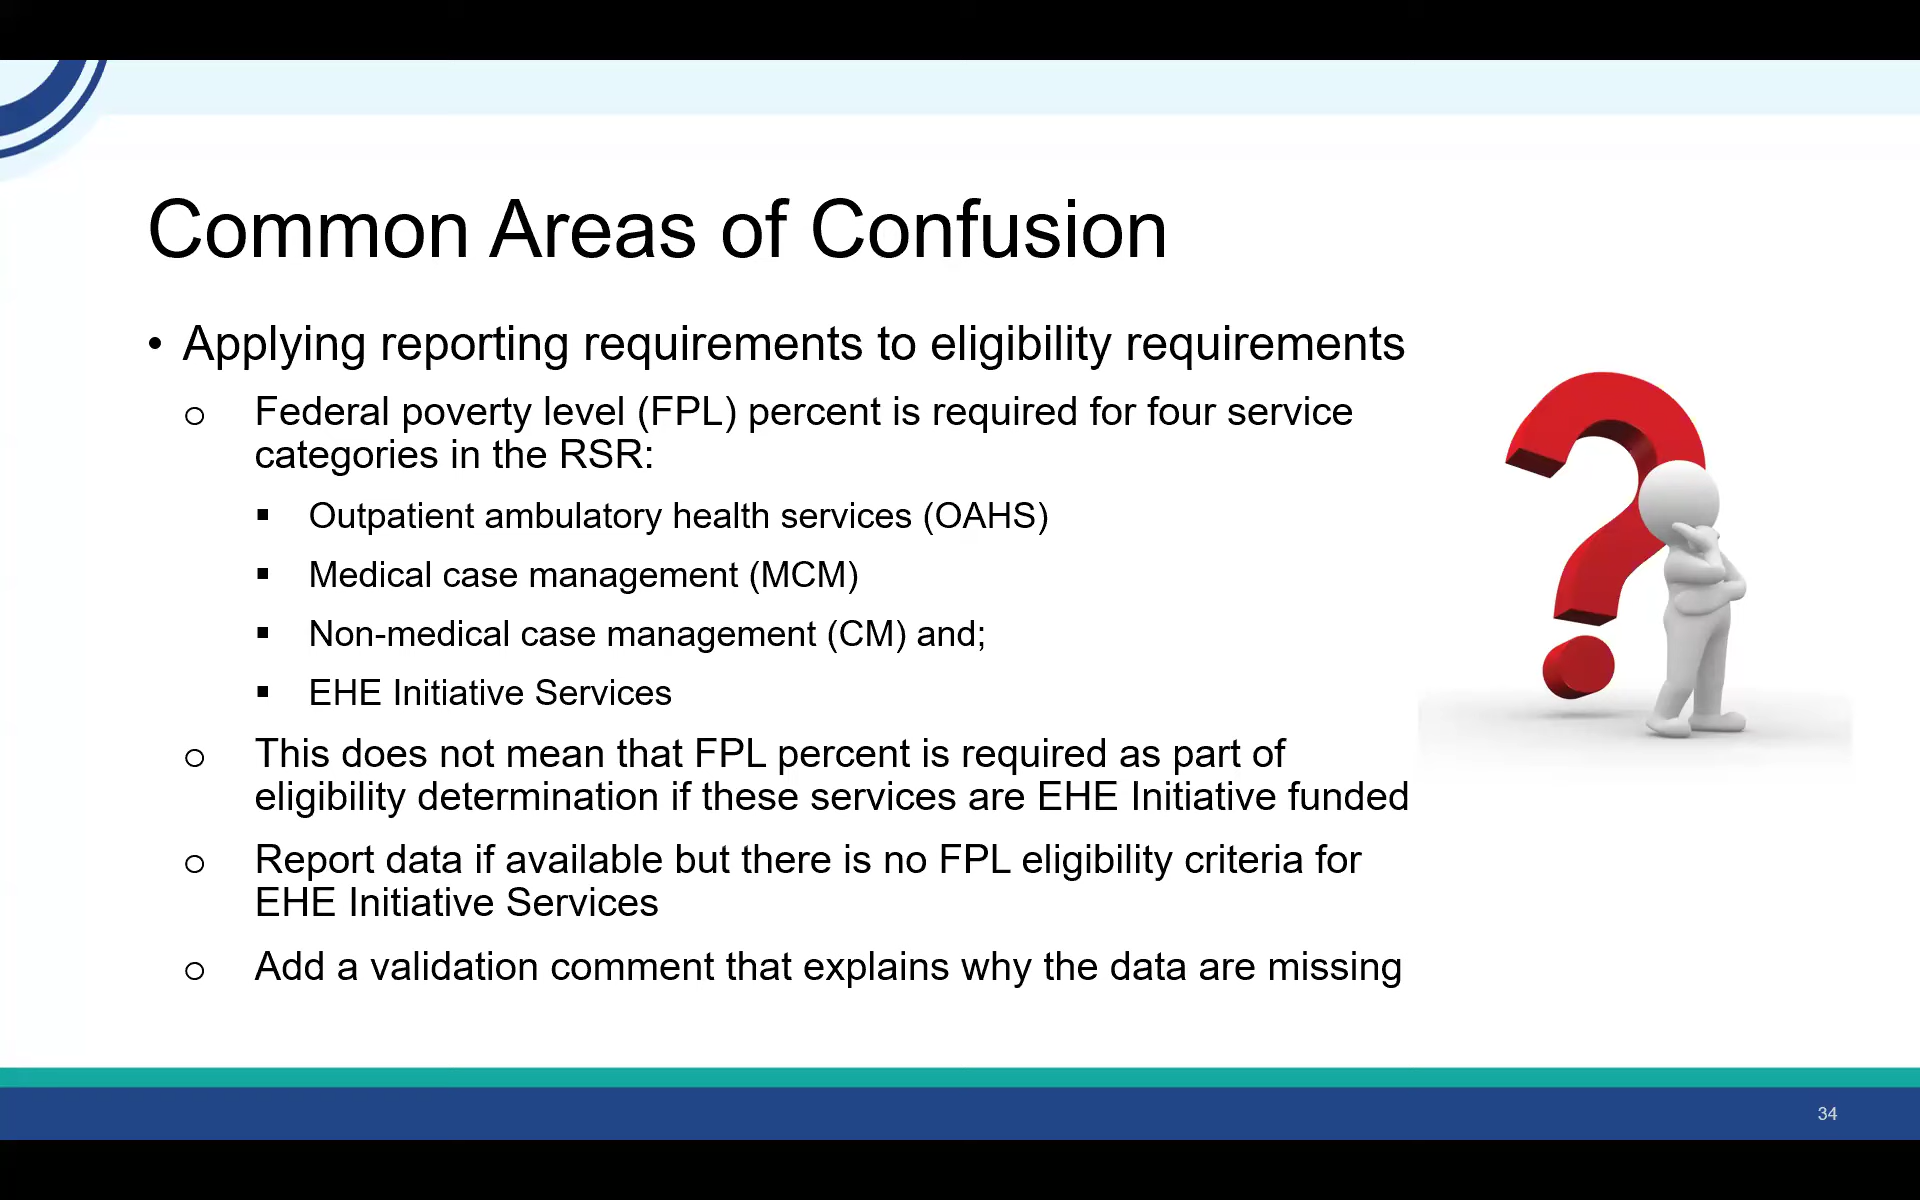 Common Areas of Confusion
• Applying reporting requirements to eligibility requirements
o Federal poverty level (FPL) percent is required for four service
categories in the RSR:
▪ Outpatient ambulatory health services (OAHS)
▪ Medical case management (MCM)
▪ Non-medical case management (CM) and;
▪ EHE Initiative Services
o This does not mean that FPL percent is required as part of
eligibility determination if these services are EHE Initiative funded
o Report data if available but there is no FPL eligibility criteria for
EHE Initiative Services
o Add a validation comment that explains why the data are missing
34